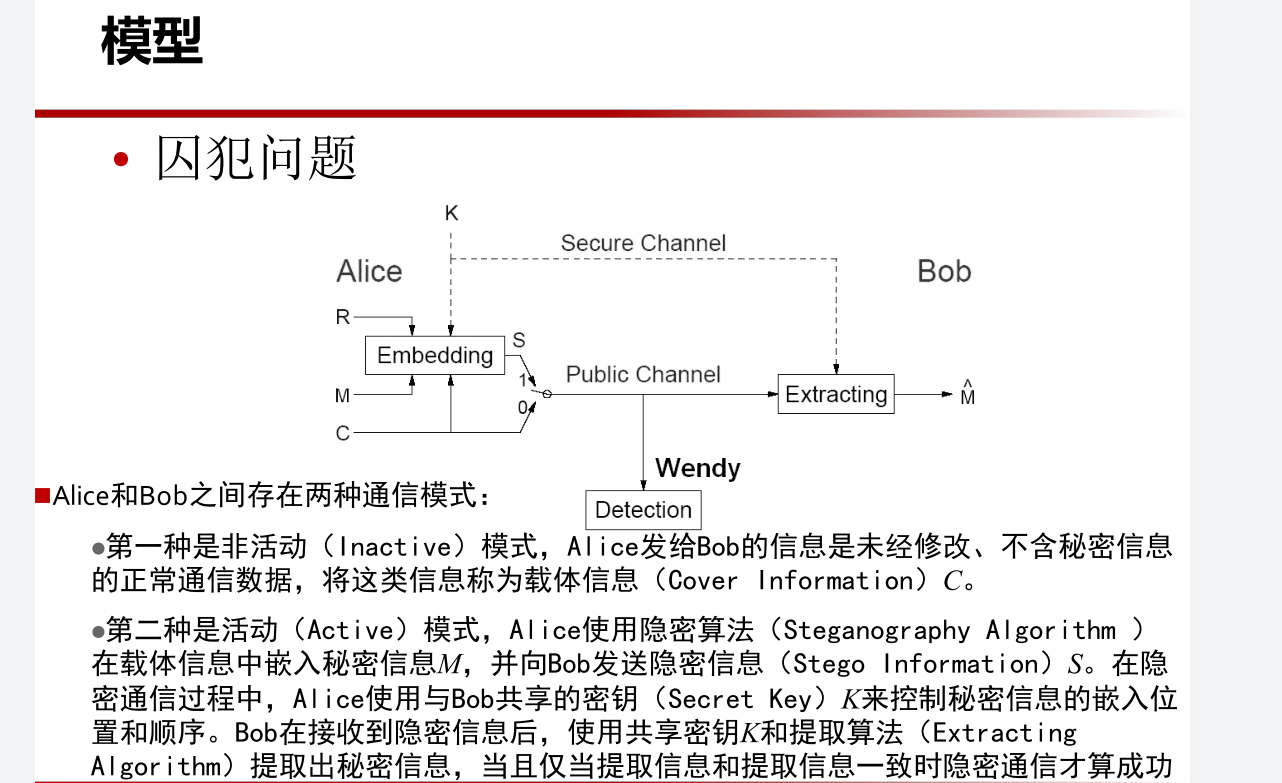 模型
• 囚犯问题
K
Secure Channel
Alice
Bob
R
Embedding
S
1
Public Channel
M
0
Extracting
M̂
C
Wendy
Detection
■Alice和Bob之间存在两种通信模式：
●第一种是非活动（Inactive）模式，Alice发给Bob的信息是未经修改、不含秘密信息
的正常通信数据，将这类信息称为载体信息（Cover Information）C。
●第二种是活动（Active）模式，Alice使用隐密算法（Steganography Algorithm ）
在载体信息中嵌入秘密信息M，并向Bob发送隐密信息（Stego Information）S。在隐
密通信过程中，Alice使用与Bob共享的密钥（Secret Key）K来控制秘密信息的嵌入位
置和顺序。Bob在接收到隐密信息后，使用共享密钥K和提取算法（Extracting
Algorithm）提取出秘密信息，当且仅当提取信息和提取信息一致时隐密通信才算成功